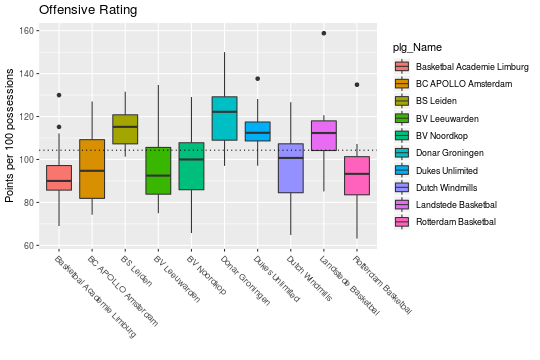 Offensive Rating
Points per 100 possessions
160
140
120
100
80
60
Basketbal Academie Limburg
BC APOLLO Amsterdam
BS Leiden
BV Leeuwarden
BV Noordkop
Donar Groningen
Dukes Unlimited
Dutch Windmills
Landstede Basketbal
Rotterdam Basketbal
plg_Name
Basketbal Academie Limburg
BC APOLLO Amsterdam
BS Leiden
BV Leeuwarden
BV Noordkop
Donar Groningen
Dukes Unlimited
Dutch Windmills
Landstede Basketbal
Rotterdam Basketbal